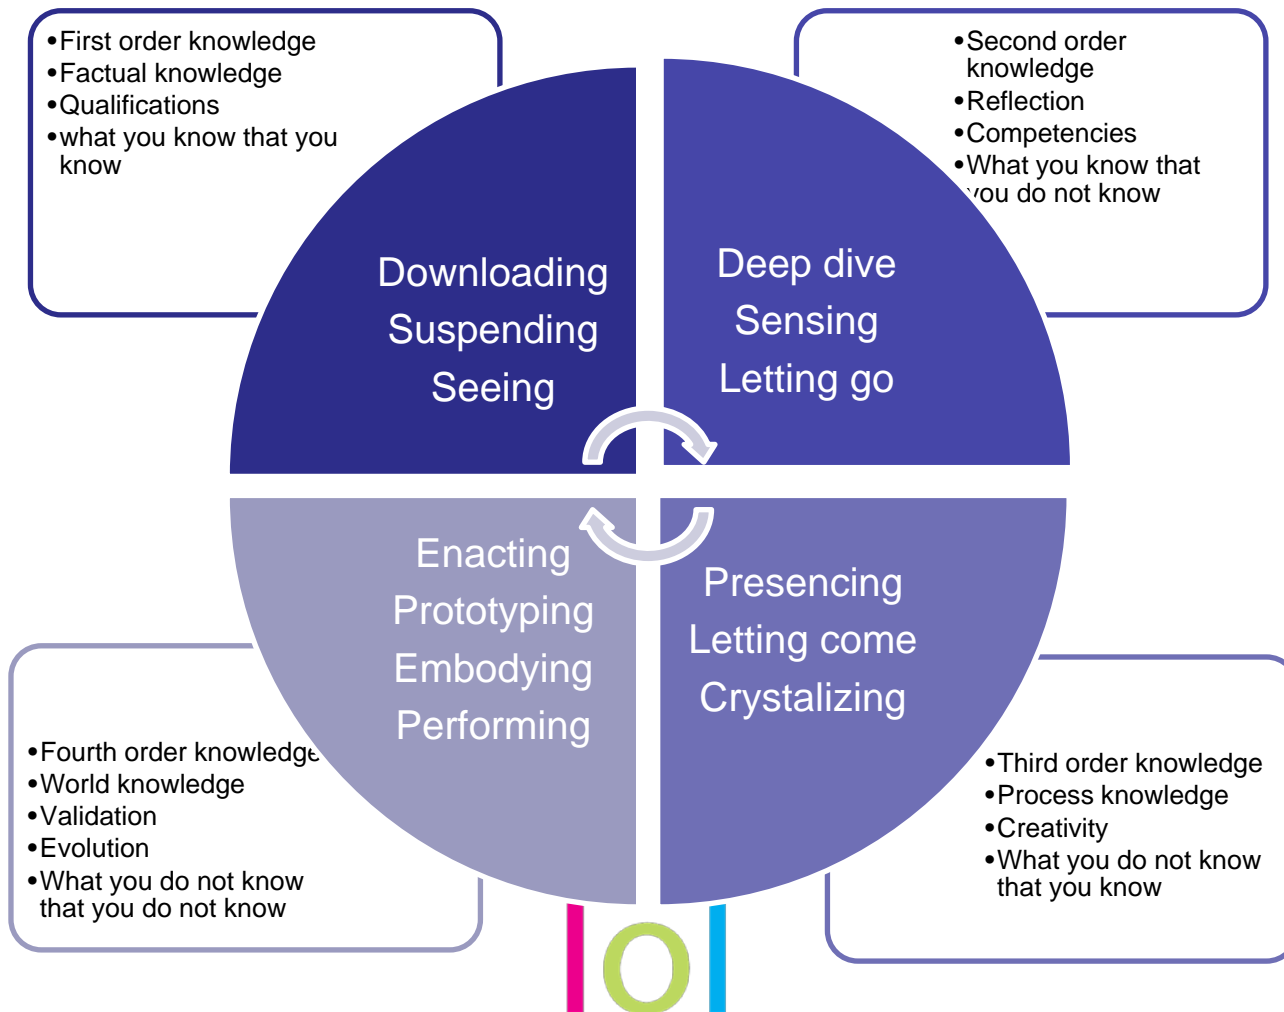 •First order knowledge
•Factual knowledge
•Qualifications
•what you know that you
know
•Second order
knowledge
•Reflection
•Competencies
•What you know that
you do not know
Downloading
Suspending
Seeing
Deep dive
Sensing
Letting go
Enacting
Prototyping
Embodying
Performing
Presencing
Letting come
Crystalizing
•Fourth order knowledge
•World knowledge
•Validation
•Evolution
•What you do not know
that you do not know
•Third order knowledge
•Process knowledge
•Creativity
•What you do not know
that you know
IOI